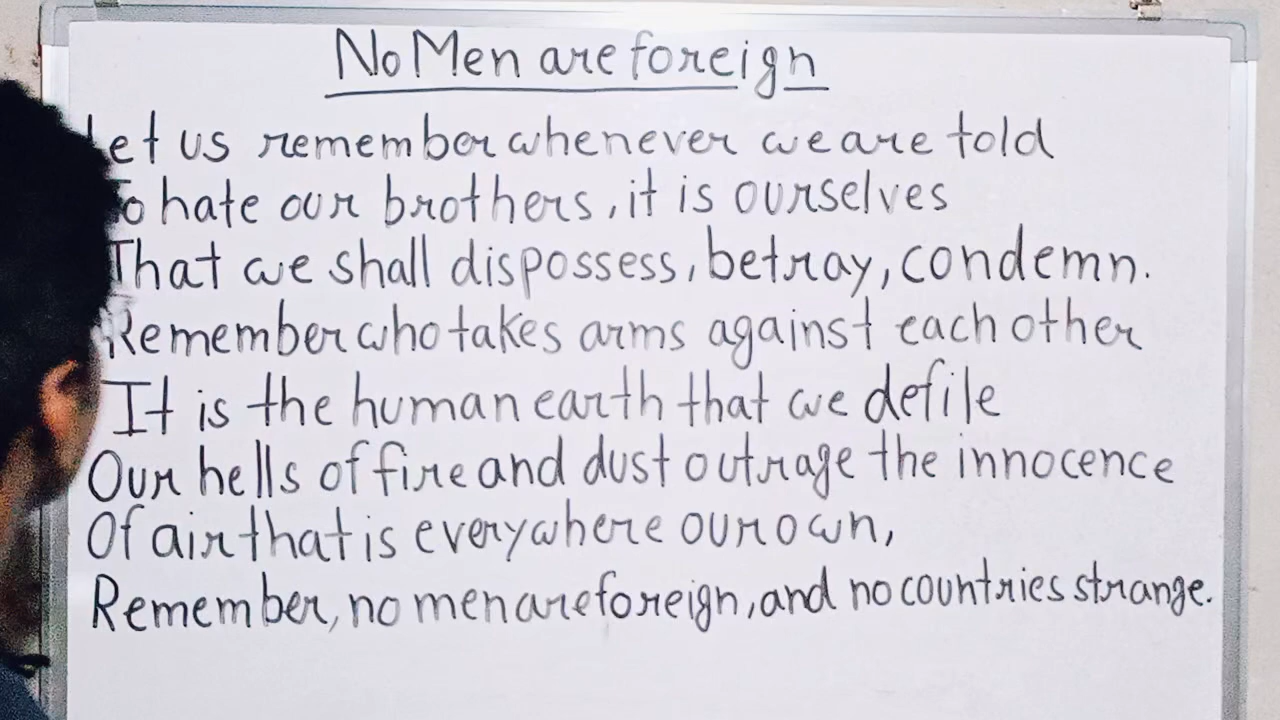 No Men are foreign
Let us remember whenever we are told
To hate our brothers, it is ourselves
That we shall dispossess, betray, condemn.
Remember who takes arms against each other
It is the human earth that we defile
Our hells of fire and dust outrage the innocence
Of air that is everywhere our own,
Remember, no men are foreign, and no countries strange.